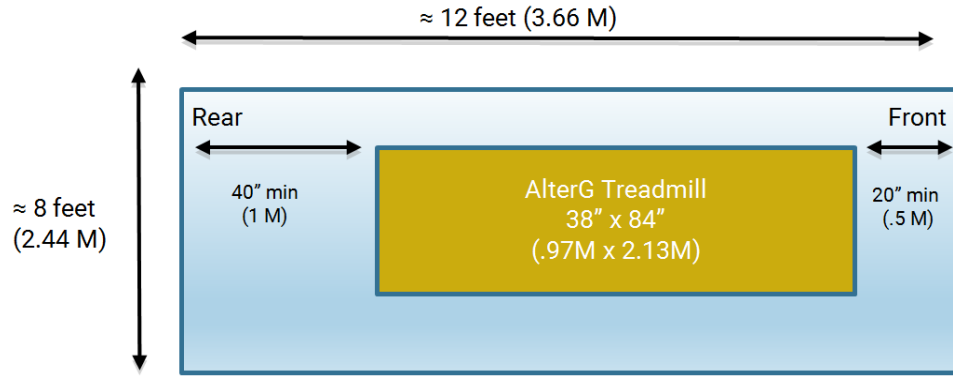 ≈ 12 feet (3.66 M)
Rear
Front
40” min
(1 M)
AlterG Treadmill
38” x 84”
(.97M x 2.13M)
20” min
(.5 M)
≈ 8 feet
(2.44 M)